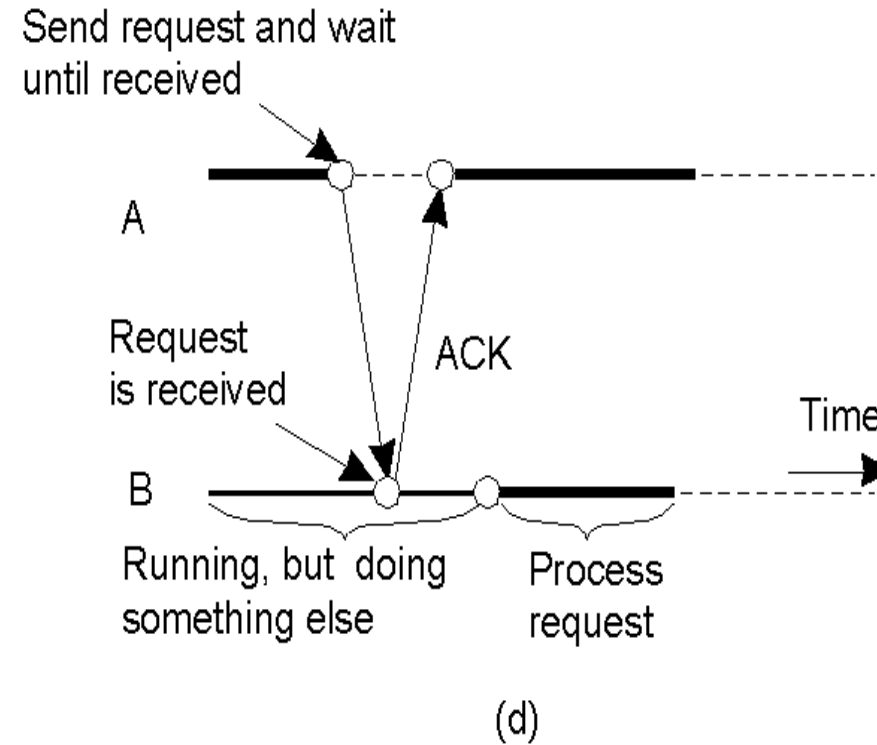 Send request and wait
until received
A
Request
is received
ACK
Time
B
Running, but doing
something else
Process
request
(d)